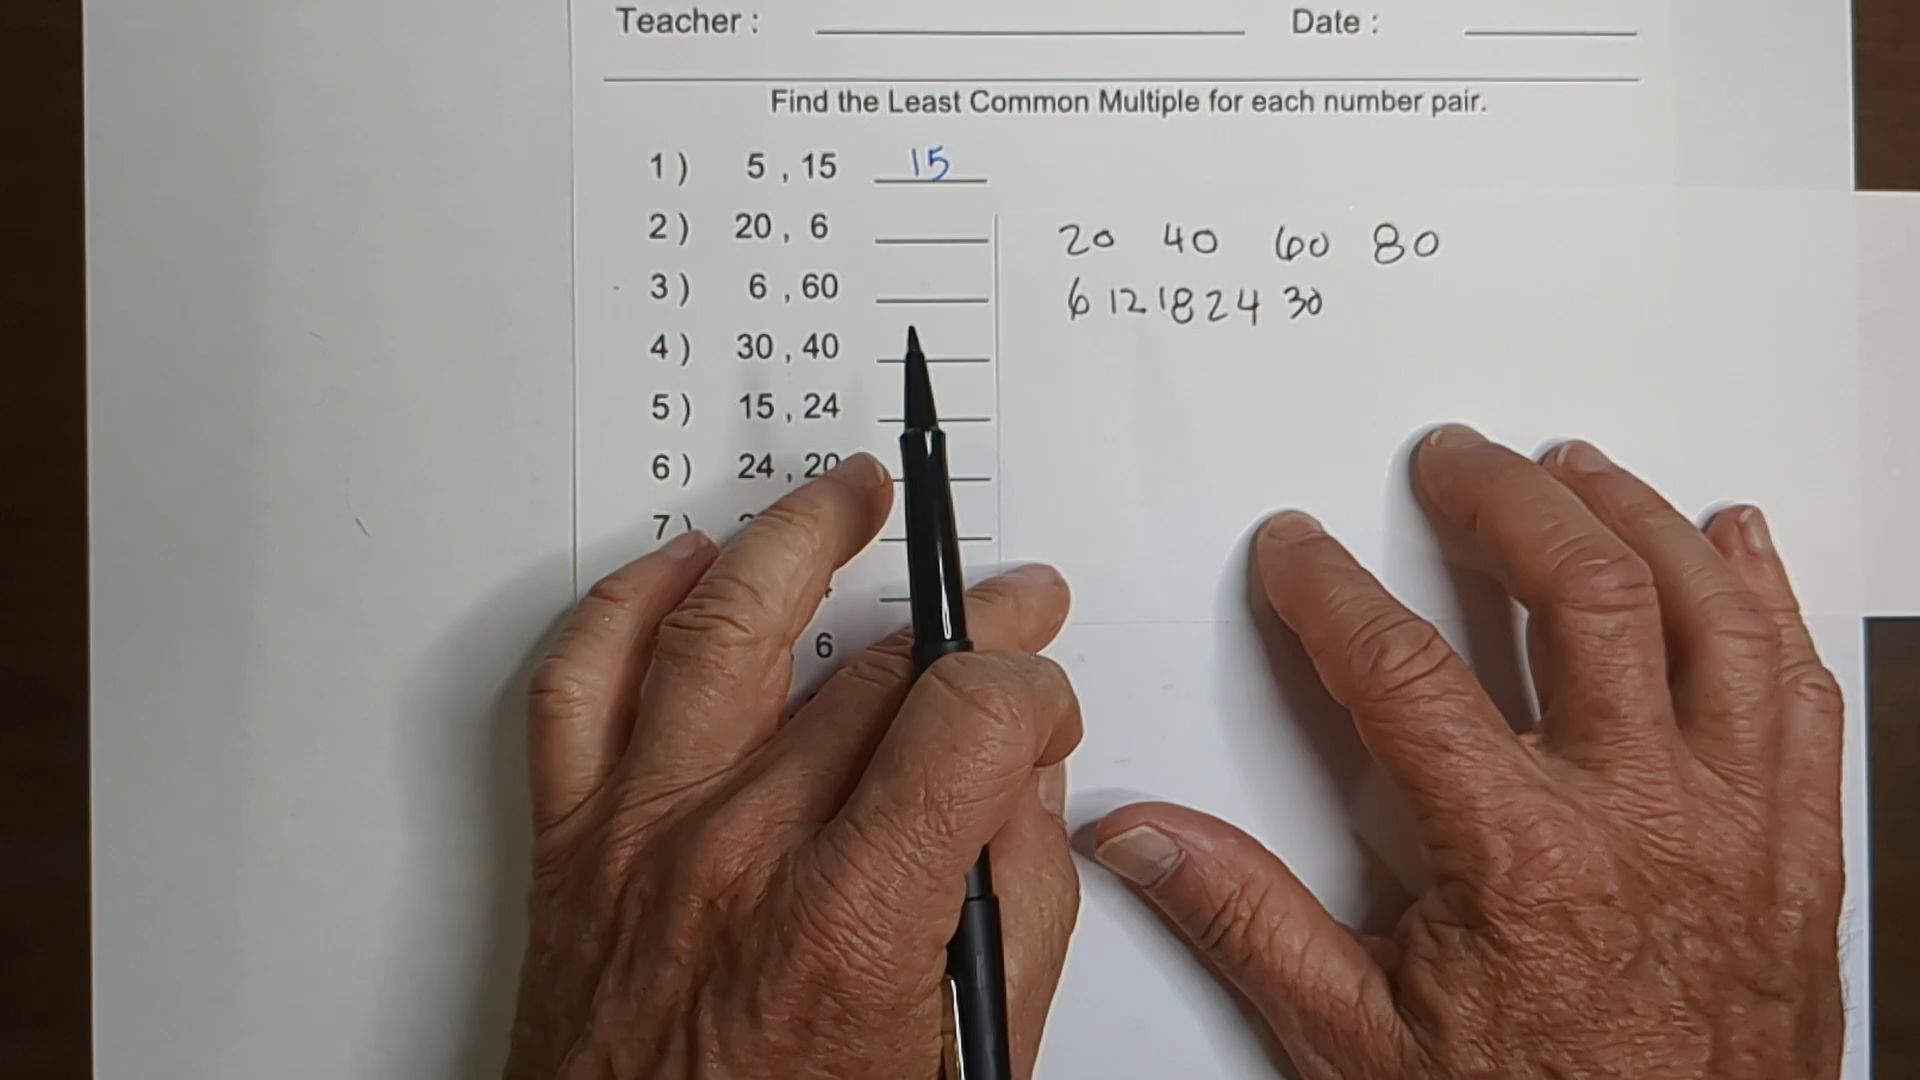 Teacher : Date :
Find the Least Common Multiple for each number pair.
1 ) 5 , 15 15
2 ) 20 , 6 20 40 60 80
3 ) 6 , 60 6 12 18 24 30
4 ) 30 , 40
5 ) 15 , 24
6 ) 24 , 20
7 )
6